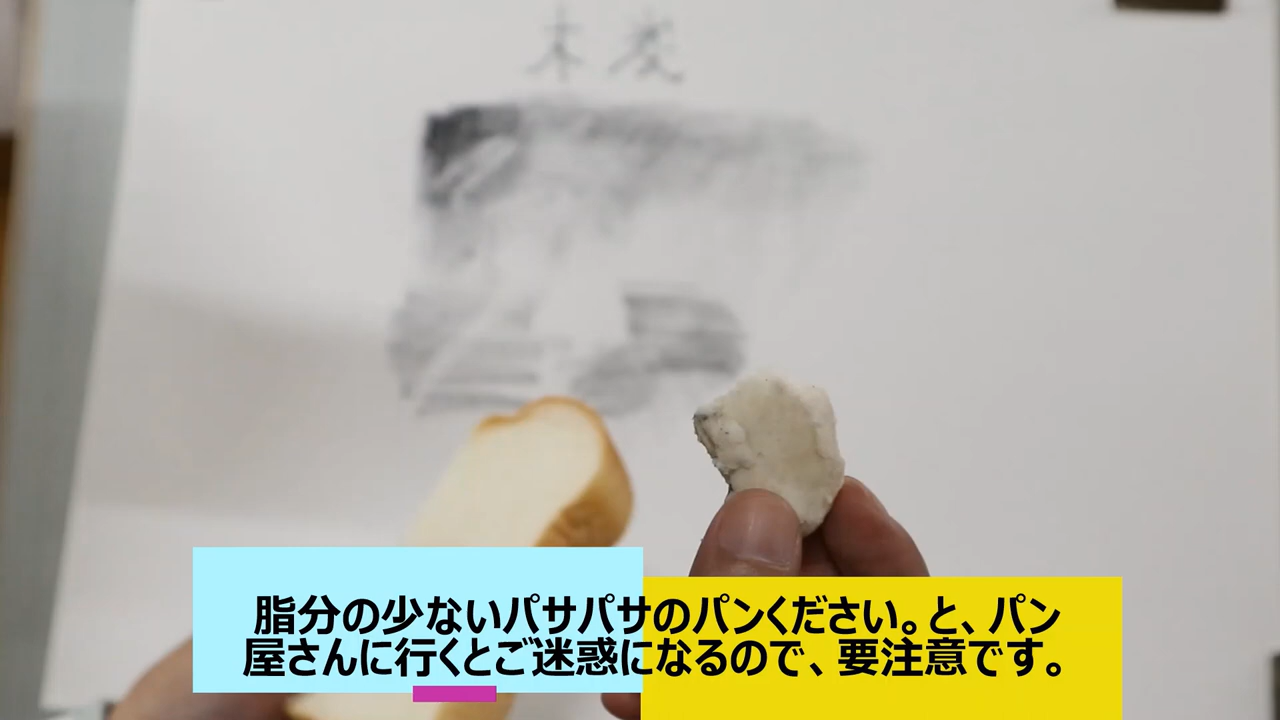 木炭
脂分の少ないパサパサのパンください。と、パン
屋さんに行くとご迷惑になるので、要注意です。